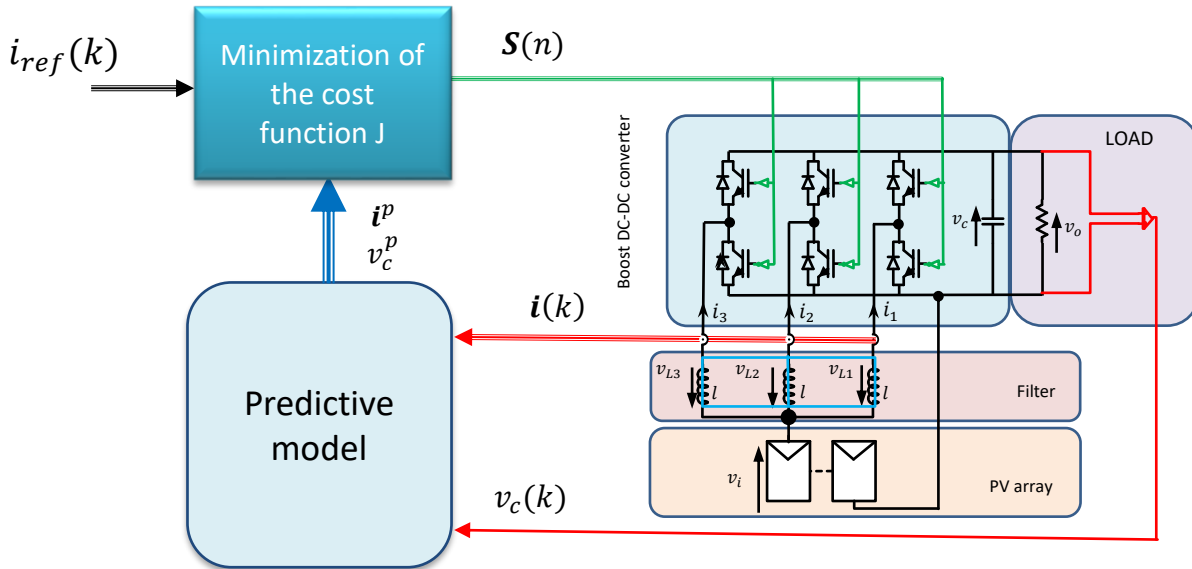 i_ref(k)
Minimization of
the cost
function J
S(n)
Boost DC-DC converter
LOAD
v_c
v_o
i^p
v_c^p
i(k)
i_3
i_2
i_1
v_L3
v_L2
v_L1
l
l
l
Filter
Predictive
model
v_i
PV array
v_c(k)